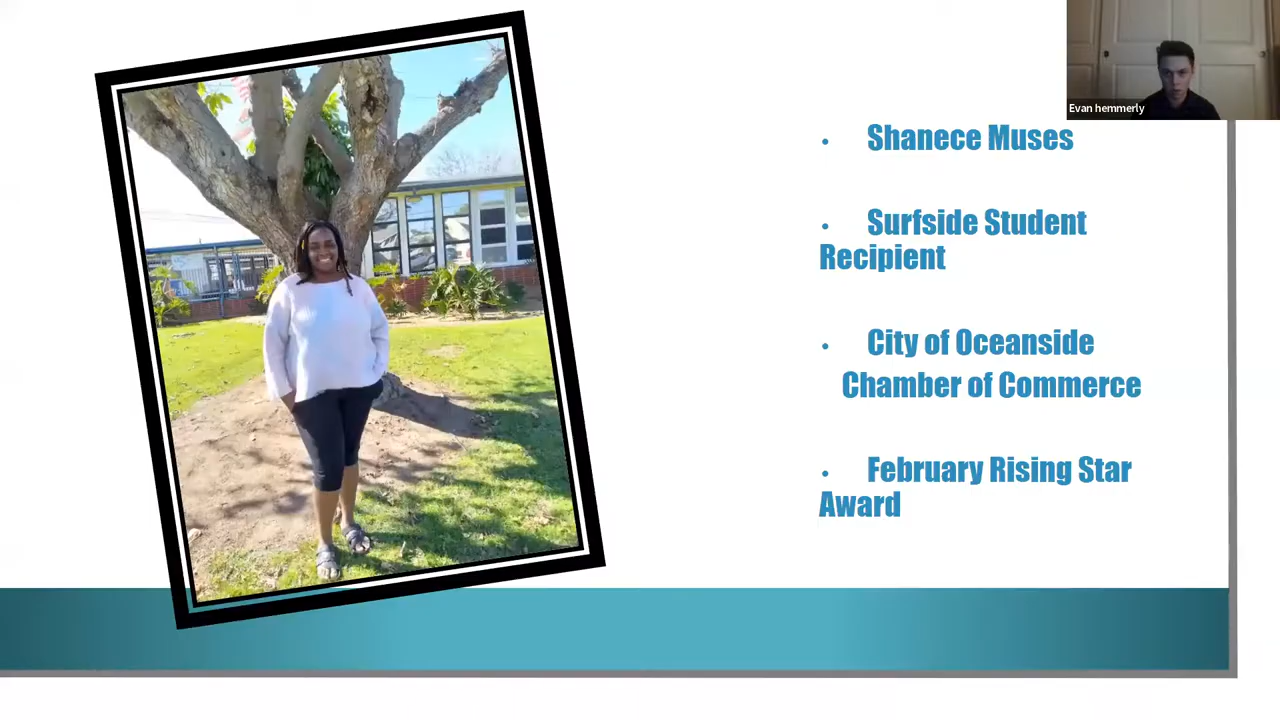 Evan hemmerly
• Shanece Muses
• Surfside Student
Recipient
• City of Oceanside
Chamber of Commerce
• February Rising Star
Award